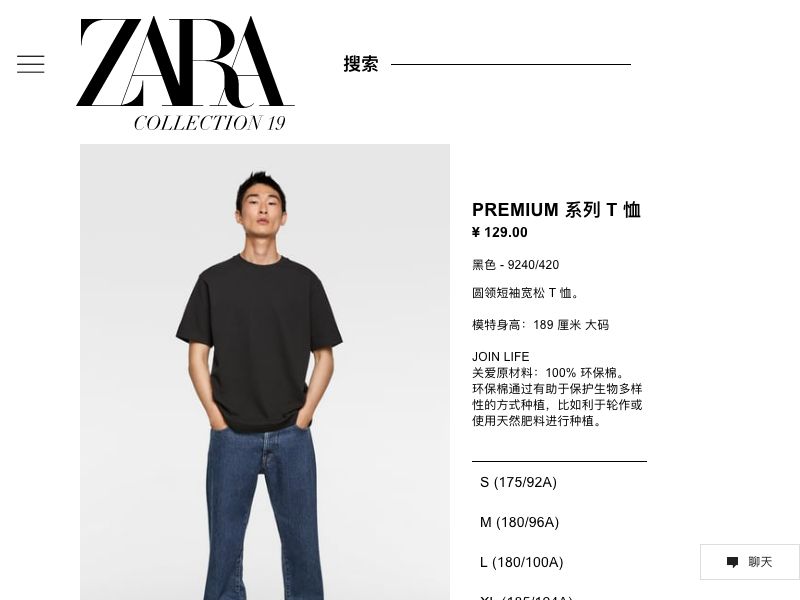 ZARA
搜索
COLLECTION 19
PREMIUM 系列 T 恤
¥ 129.00
黑色 - 9240/420
圆领短袖宽松 T 恤。
模特身高：189 厘米 大码
JOIN LIFE
关爱原材料：100% 环保棉。
环保棉通过有助于保护生物多样
性的方式种植，比如利于轮作或
使用天然肥料进行种植。
S (175/92A)
M (180/96A)
L (180/100A)
XL (185/104A)
聊天